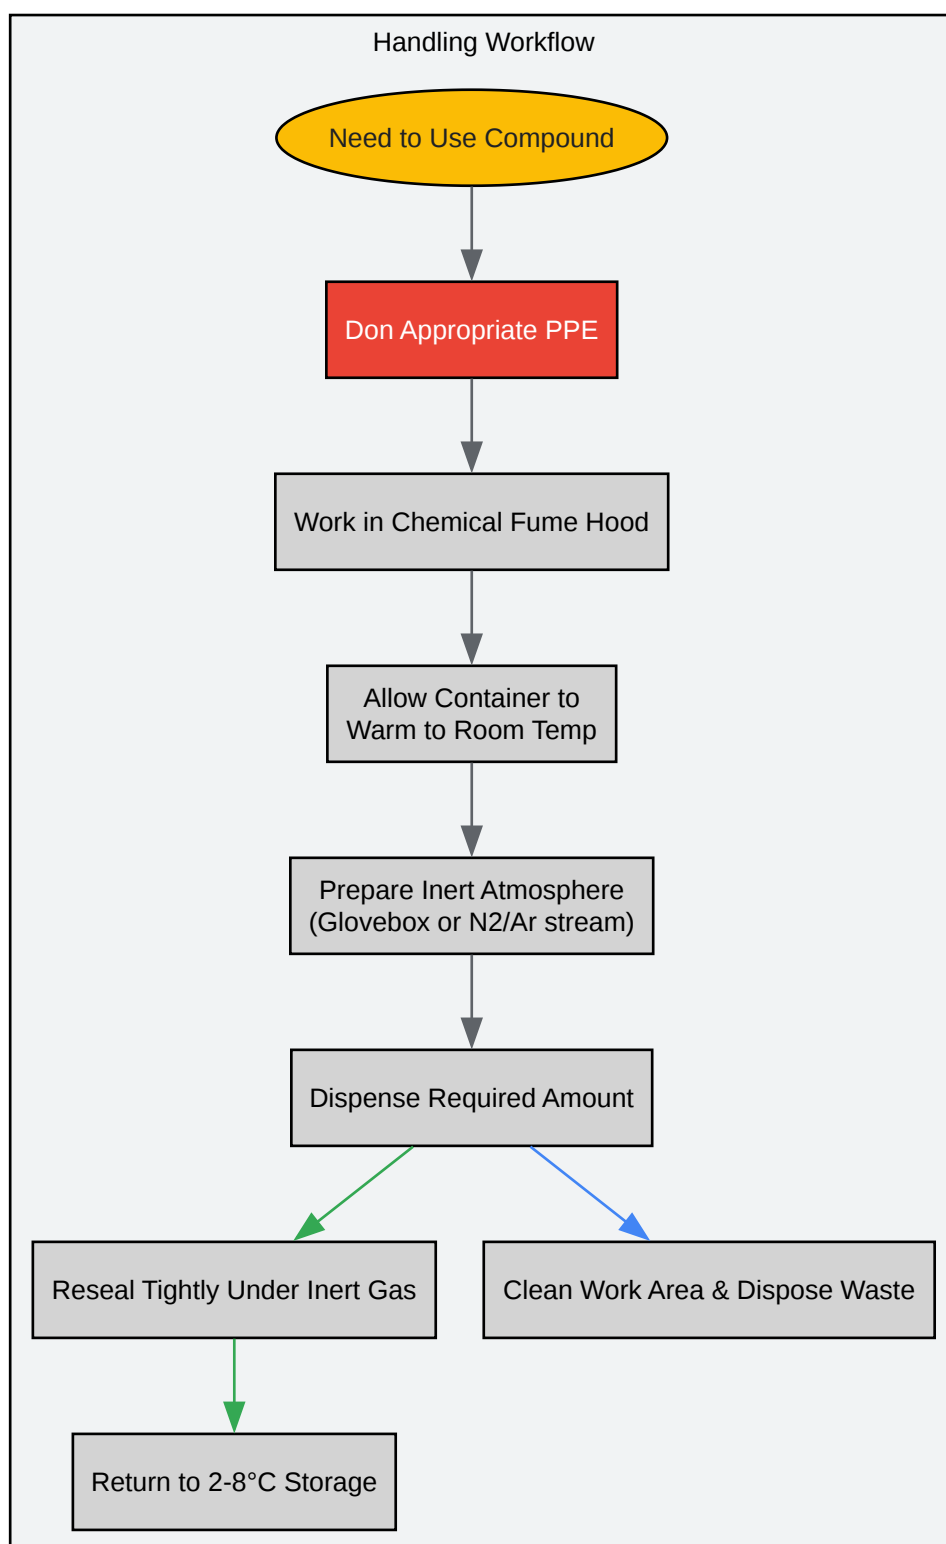 Handling Workflow
Need to Use Compound
Don Appropriate PPE
Work in Chemical Fume Hood
Allow Container to
Warm to Room Temp
Prepare Inert Atmosphere
(Glovebox or N2/Ar stream)
Dispense Required Amount
Reseal Tightly Under Inert Gas
Clean Work Area & Dispose Waste
Return to 2-8°C Storage